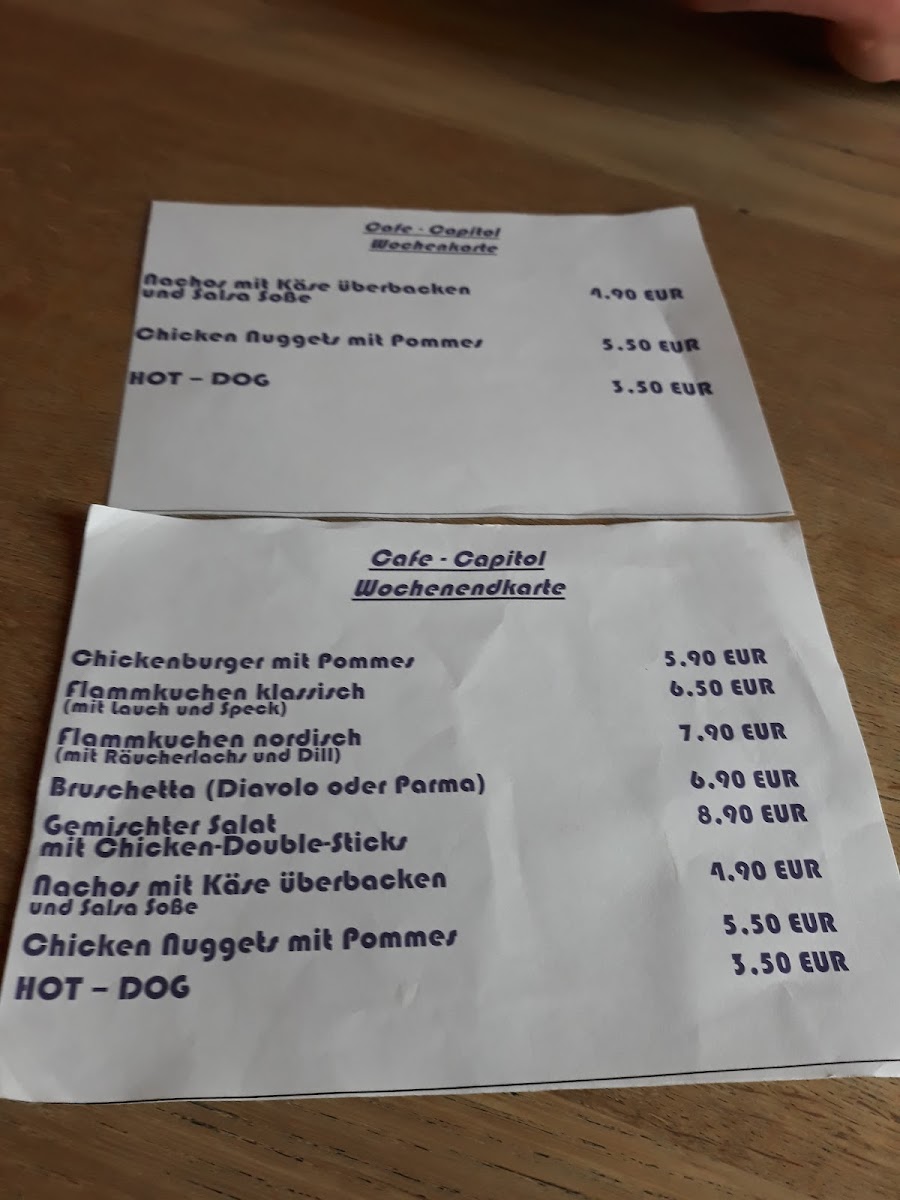 Cafe - Capitol
Wochenkarte
Nachos mit Käse überbacken 4.90 EUR
und Salsa Soße
Chicken Nuggets mit Pommes 5.50 EUR
HOT – DOG 3.50 EUR
Cafe - Capitol
Wochenendkarte
Chickenburger mit Pommes 5.90 EUR
Flammkuchen klassisch 6.50 EUR
(mit Lauch und Speck)
Flammkuchen nordisch 7.90 EUR
(mit Räucherlachs und Dill)
Bruschetta (Diavolo oder Parma) 6.90 EUR
Gemischter Salat 8.90 EUR
mit Chicken-Double-Sticks
Nachos mit Käse überbacken 4.90 EUR
und Salsa Soße
Chicken Nuggets mit Pommes 5.50 EUR
HOT – DOG 3.50 EUR